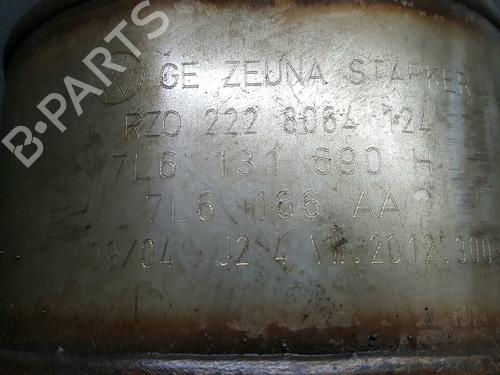 GE ZEUNA STARKER
RZO 222 8064 124
7L6 131 690 H
7L6 166 AA
09/04 J2 4 W.2012.300
B PARTS